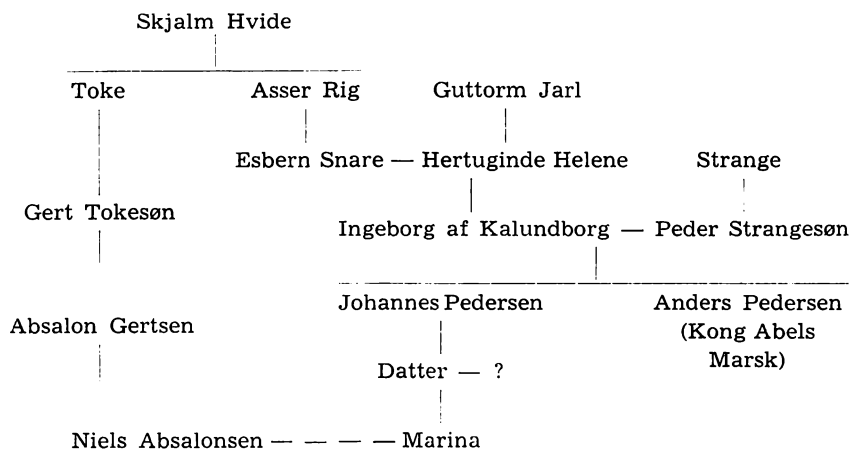 Skjalm Hvide
Toke Asser Rig Guttorm Jarl
Esbern Snare — Hertuginde Helene Strange
Gert Tokesøn
Ingeborg af Kalundborg — Peder Strangesøn
Johannes Pedersen Anders Pedersen
Absalon Gertsen (Kong Abels
Marsk)
Datter — ?
Niels Absalonsen — — — — Marina